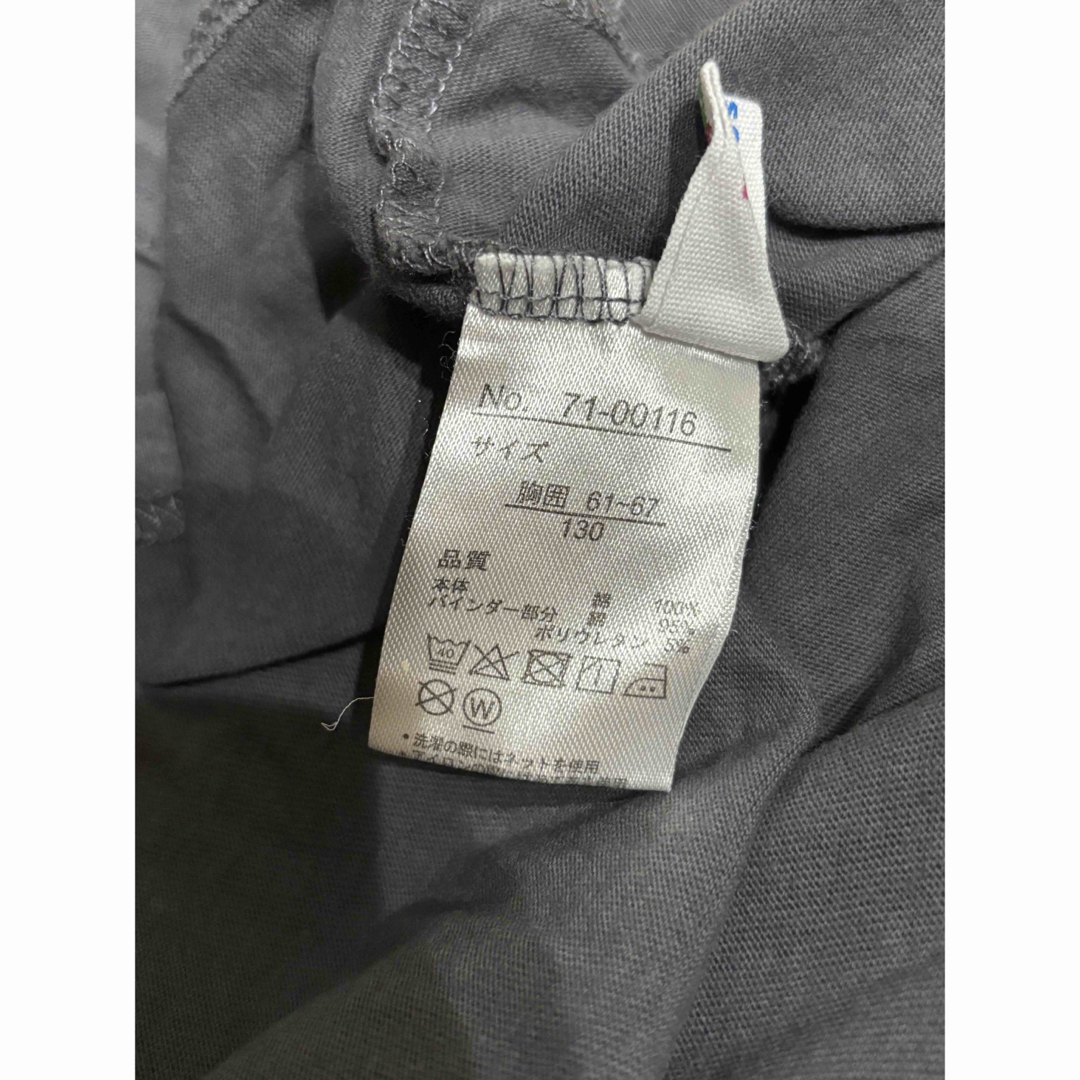 No. 71-00116
サイズ
胸囲 61~67
130
品質
本体 綿 100%
バインダー部分 綿 95%
ポリウレタン 5%
40
W
・洗濯の際にはネットを使用